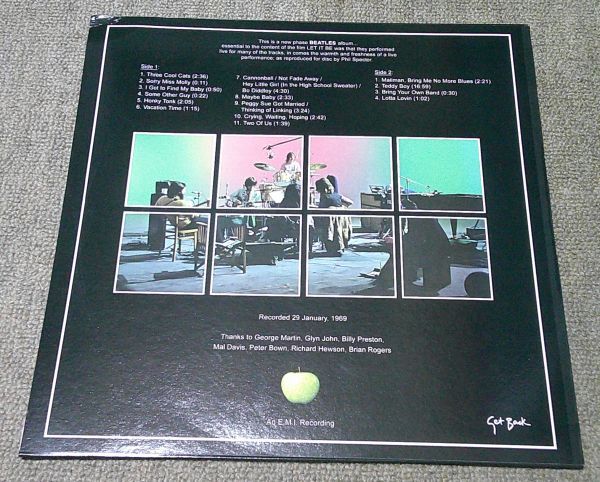 This is a new phase BEATLES album...
essential to the content of the film LET IT BE was that they performed
live for many of the tracks, in comes the warmth and freshness of a live
performance; as reproduced for disc by Phil Spector.
Side 1:
1. Three Cool Cats (2:36)
2. Sorry Miss Molly (0:11)
3. I Got to Find My Baby (0:50)
4. Some Other Guy (0:22)
5. Honky Tonk (2:05)
6. Vacation Time (1:15)
7. Cannonball / Not Fade Away /
Hey Little Girl (In the High School Sweater) /
Bo Diddley (4:30)
8. Maybe Baby (2:33)
9. Peggy Sue Got Married /
Thinking of Linking (3:24)
10. Crying, Waiting, Hoping (2:42)
11. Two Of Us (1:39)
Side 2:
1. Mailman, Bring Me No More Blues (2:21)
2. Teddy Boy (16:59)
3. Bring Your Own Band (0:30)
4. Lotta Lovin (1:02)
Recorded 29 January, 1969
Thanks to George Martin, Glyn John, Billy Preston,
Mal Davis, Peter Bown, Richard Hewson, Brian Rogers
An E.M.I. Recording
Get Back